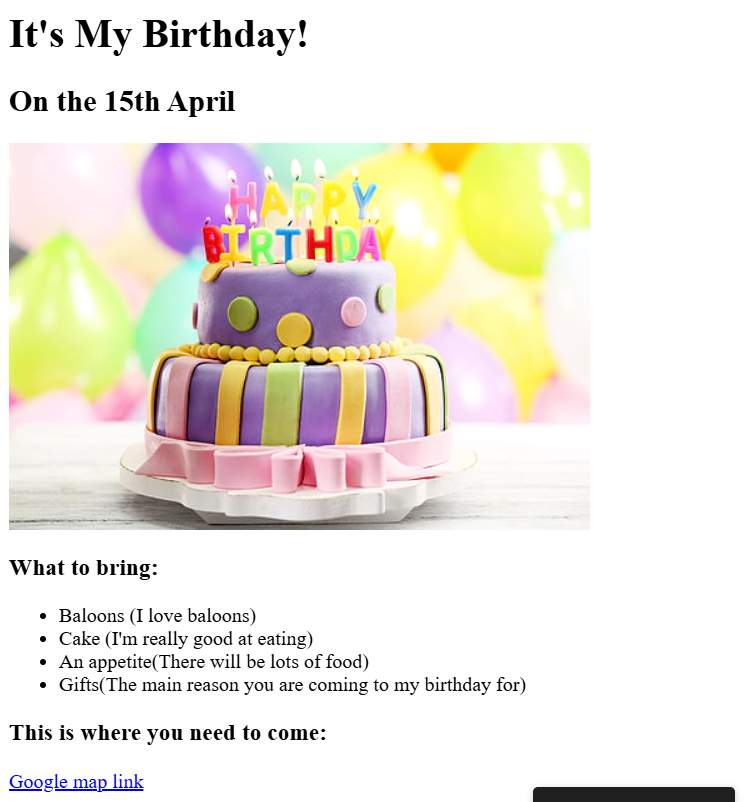 It's My Birthday!
On the 15th April
HAPPY
BIRTHDAY
What to bring:
Baloons (I love baloons)
Cake (I'm really good at eating)
An appetite(There will be lots of food)
Gifts(The main reason you are coming to my birthday for)
This is where you need to come:
Google map link